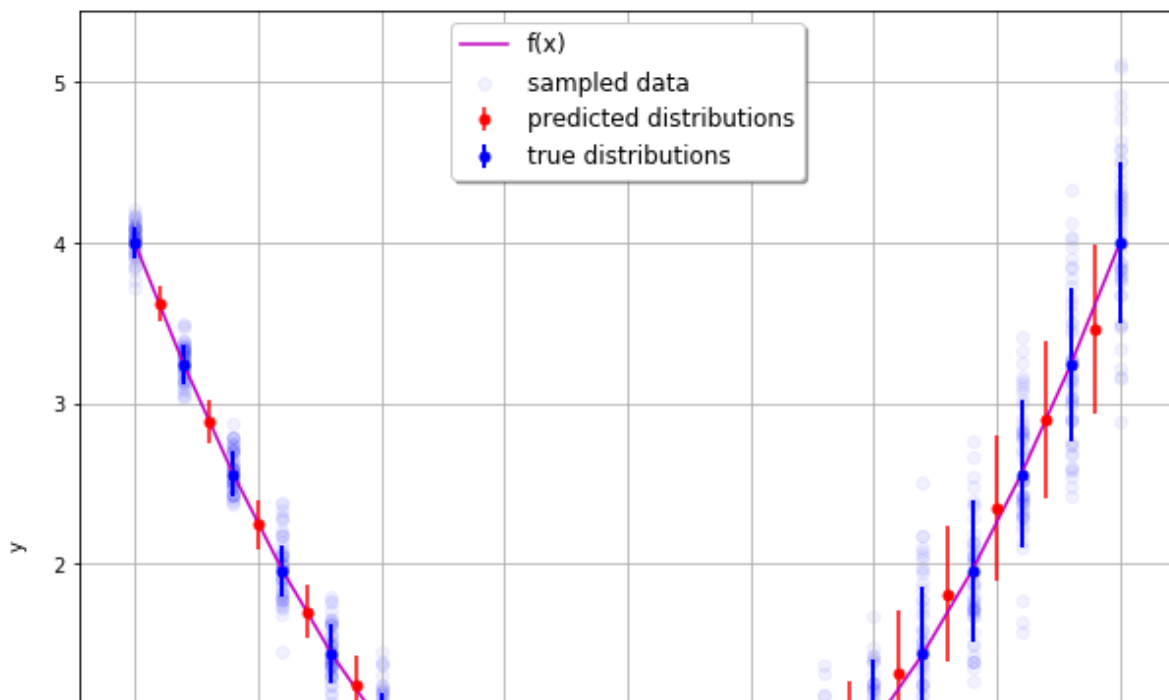 f(x)
sampled data
predicted distributions
true distributions
5
4
3
2
y